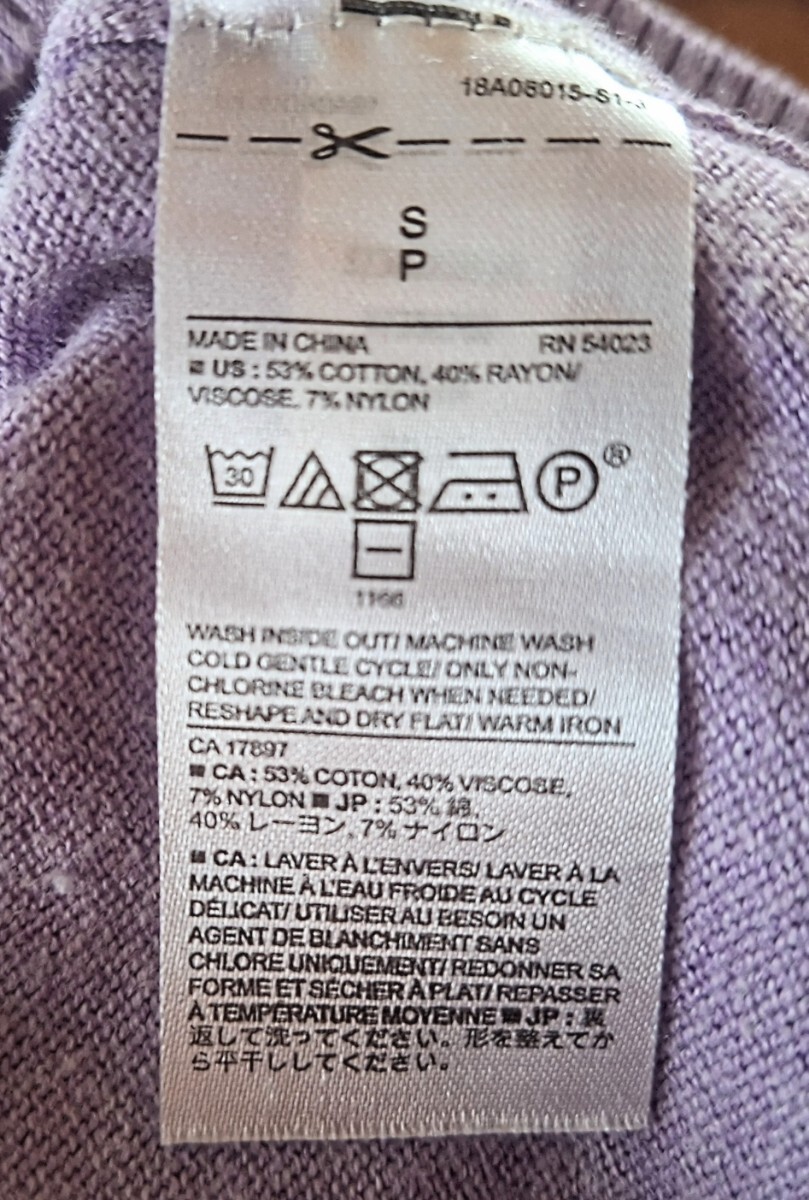 18A06015-S1-
S
P
MADE IN CHINA RN 54023
US : 53% COTTON, 40% RAYON/
VISCOSE, 7% NYLON
30 P ®
1166
WASH INSIDE OUT/ MACHINE WASH
COLD GENTLE CYCLE/ ONLY NON-
CHLORINE BLEACH WHEN NEEDED/
RESHAPE AND DRY FLAT/ WARM IRON
CA 17897
■ CA : 53% COTON, 40% VISCOSE,
7% NYLON ■ JP : 53% 綿,
40% レーヨン, 7% ナイロン
■ CA : LAVER À L'ENVERS/ LAVER À LA
MACHINE À L'EAU FROIDE AU CYCLE
DÉLICAT/ UTILISER AU BESOIN UN
AGENT DE BLANCHIMENT SANS
CHLORE UNIQUEMENT/ REDONNER SA
FORME ET SÉCHER À PLAT/ REPASSER
À TEMPÉRATURE MOYENNE ■ JP : 裏
返して洗ってください。形を整えてか
ら平干ししてください。